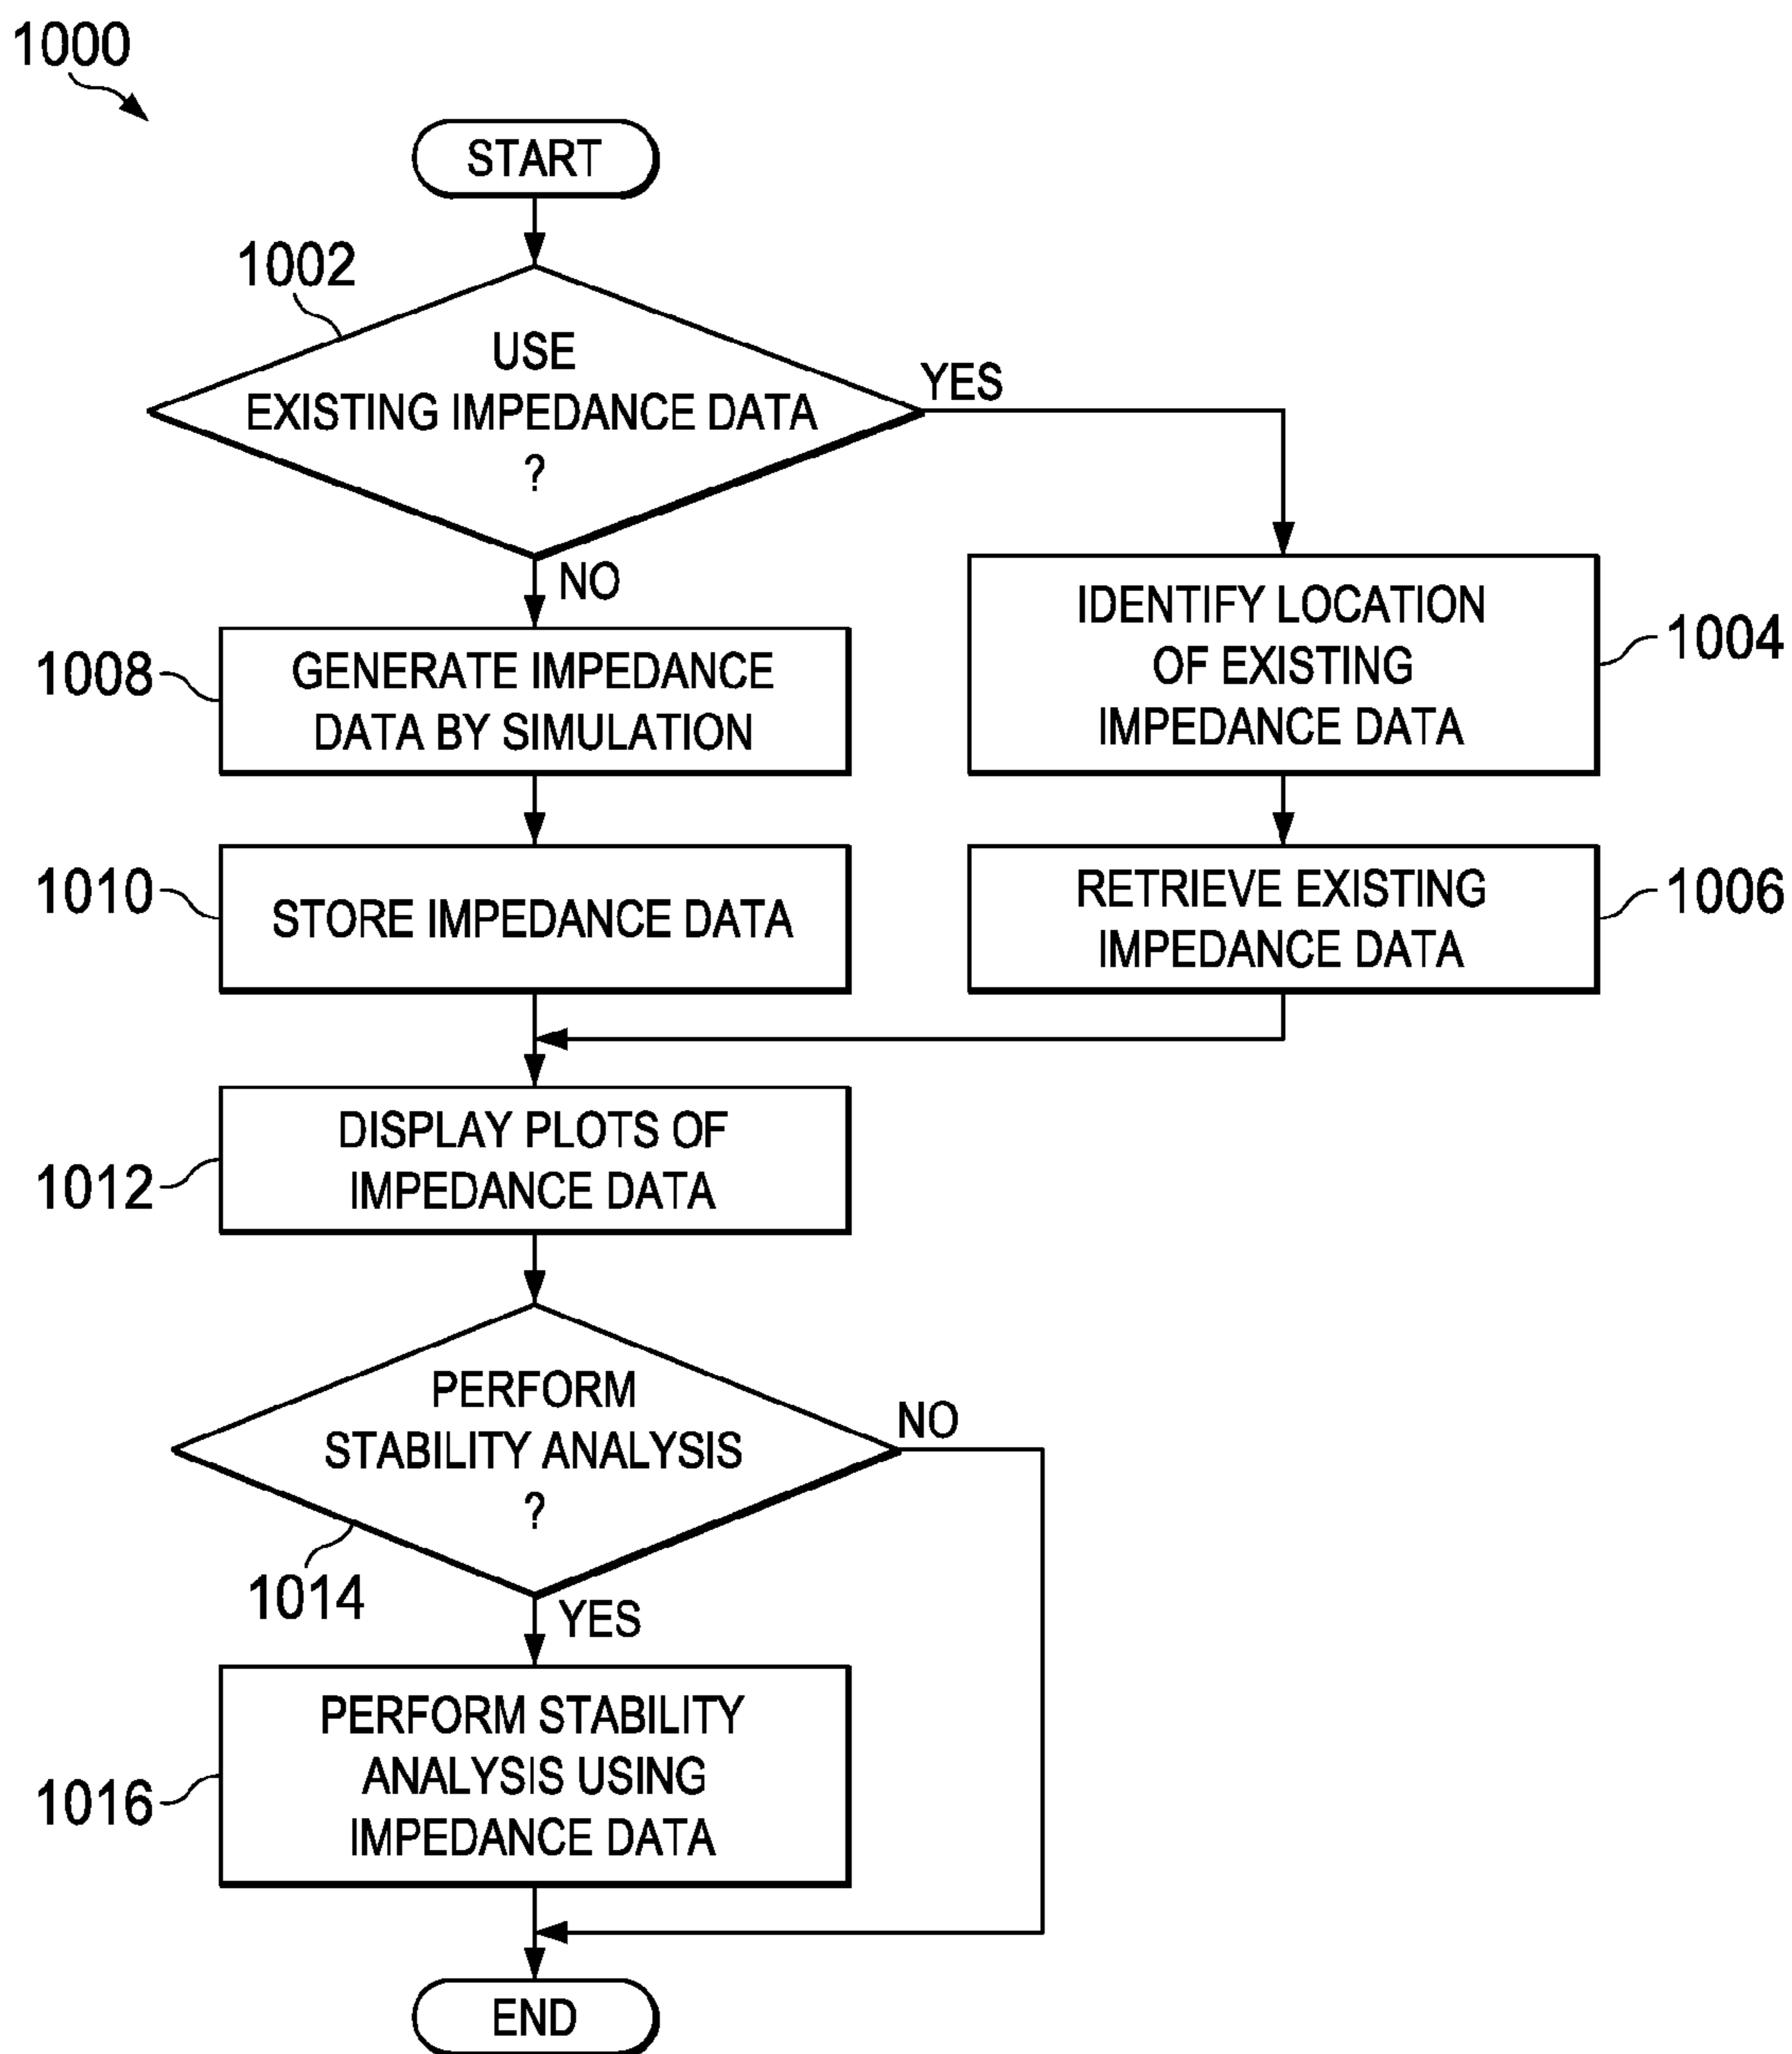 1000
START
1002
USE
EXISTING IMPEDANCE DATA
?
YES
NO
IDENTIFY LOCATION
OF EXISTING
IMPEDANCE DATA
1004
1008
GENERATE IMPEDANCE
DATA BY SIMULATION
1010
STORE IMPEDANCE DATA
RETRIEVE EXISTING
IMPEDANCE DATA
1006
1012
DISPLAY PLOTS OF
IMPEDANCE DATA
PERFORM
STABILITY ANALYSIS
?
NO
1014
YES
1016
PERFORM STABILITY
ANALYSIS USING
IMPEDANCE DATA
END